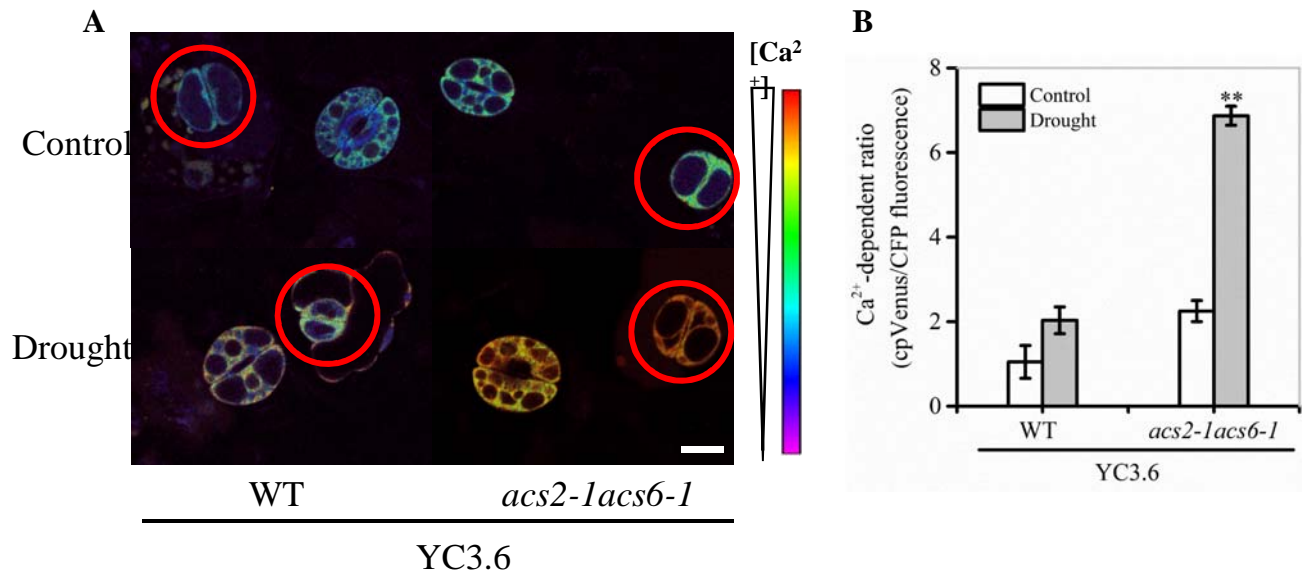 A
Control
Drought
WT
acs2-1acs6-1
YC3.6
[Ca²
⁺]
B
Ca²⁺-dependent ratio
(cpVenus/CFP fluorescence)
8
6
4
2
0
Control
Drought
**
WT
acs2-1acs6-1
YC3.6